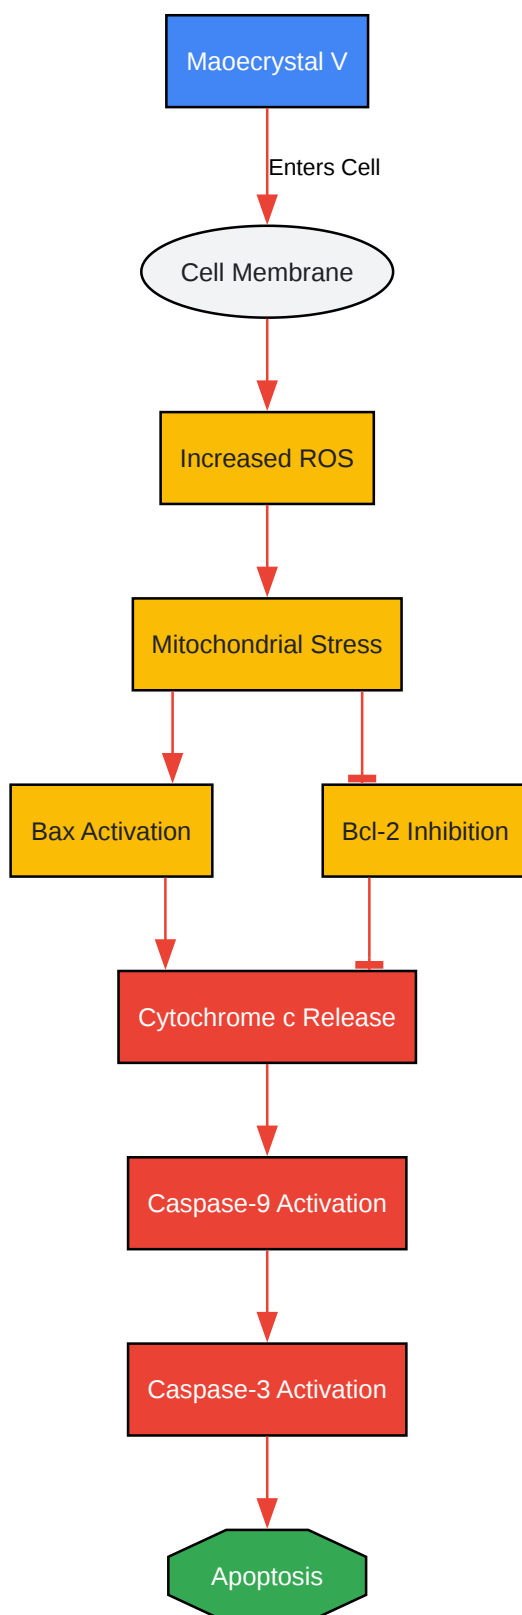 Maoecrystal V
Enters Cell
Cell Membrane
Increased ROS
Mitochondrial Stress
Bax Activation
Bcl-2 Inhibition
Cytochrome c Release
Caspase-9 Activation
Caspase-3 Activation
Apoptosis